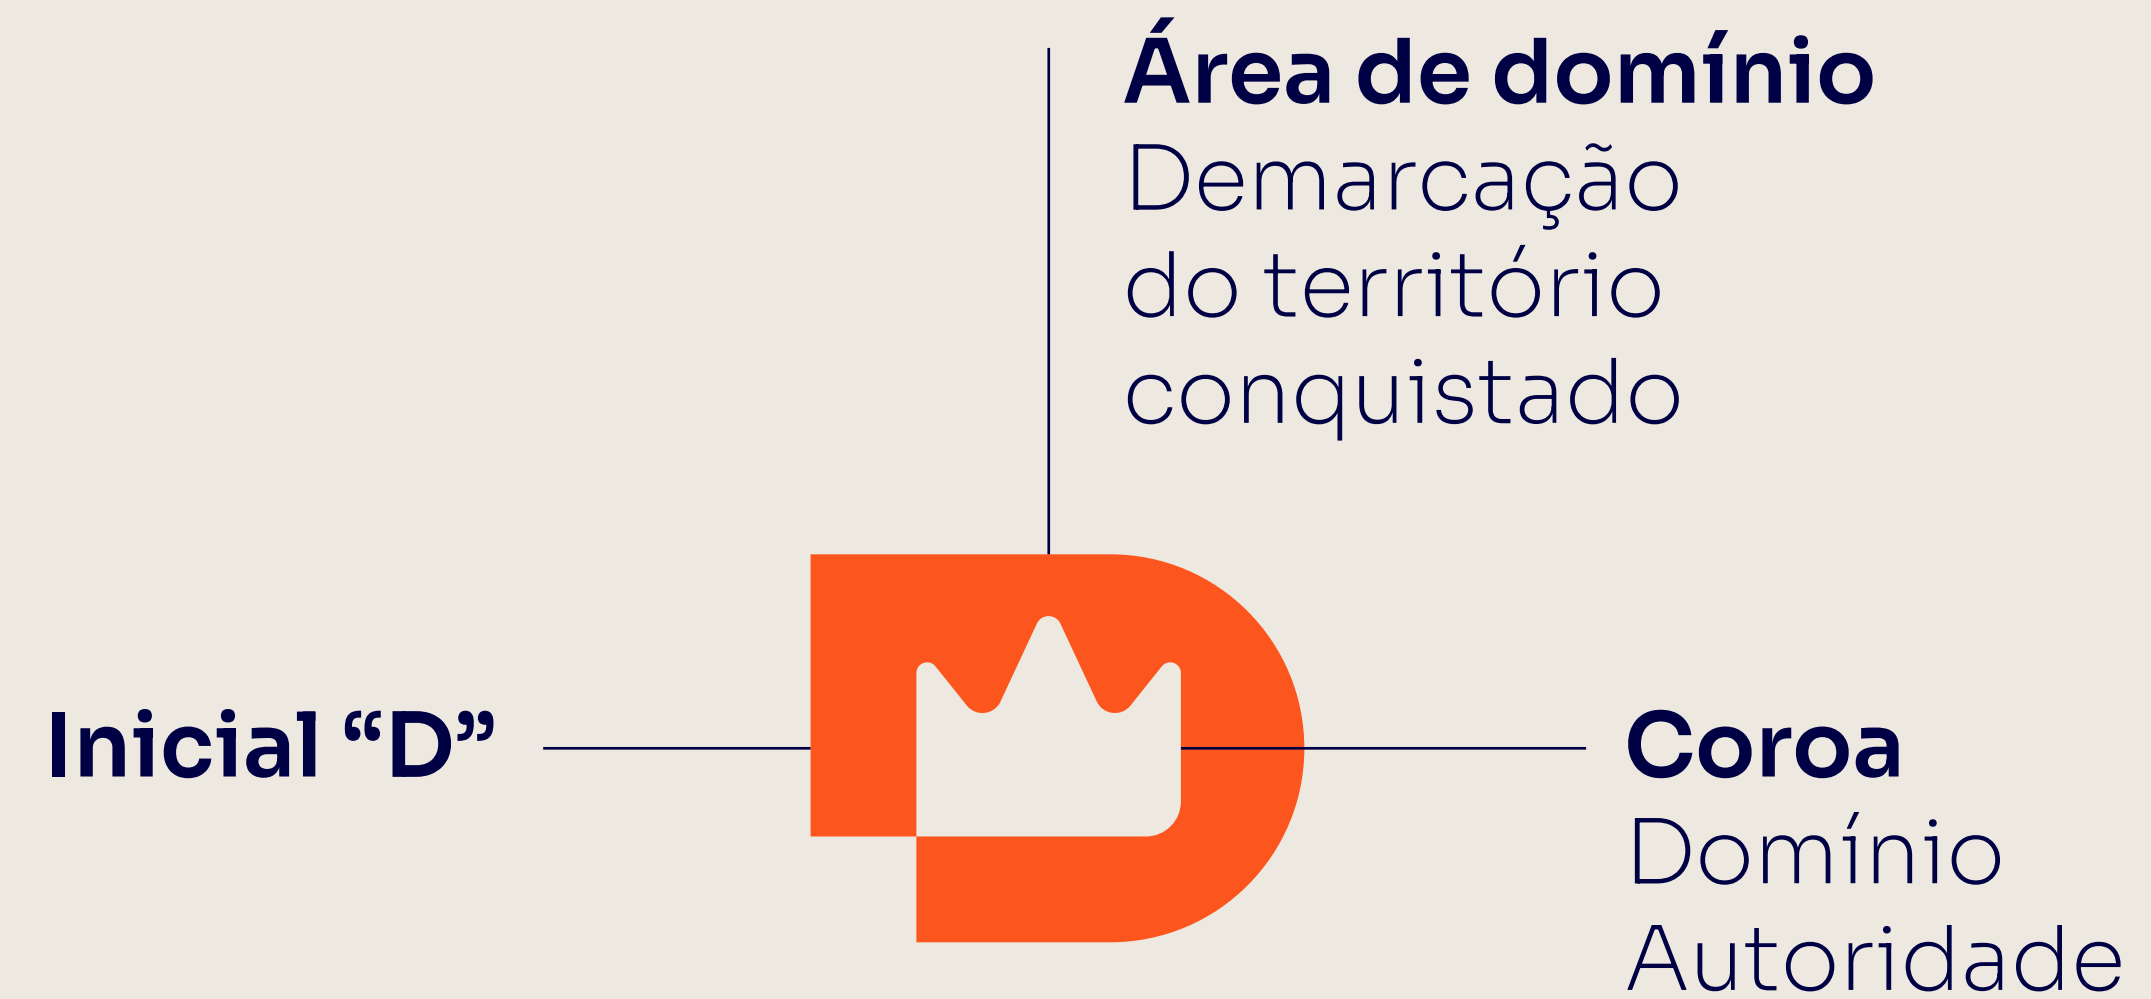 Área de domínio
Demarcação
do território
conquistado
Inicial “D”
Coroa
Domínio
Autoridade